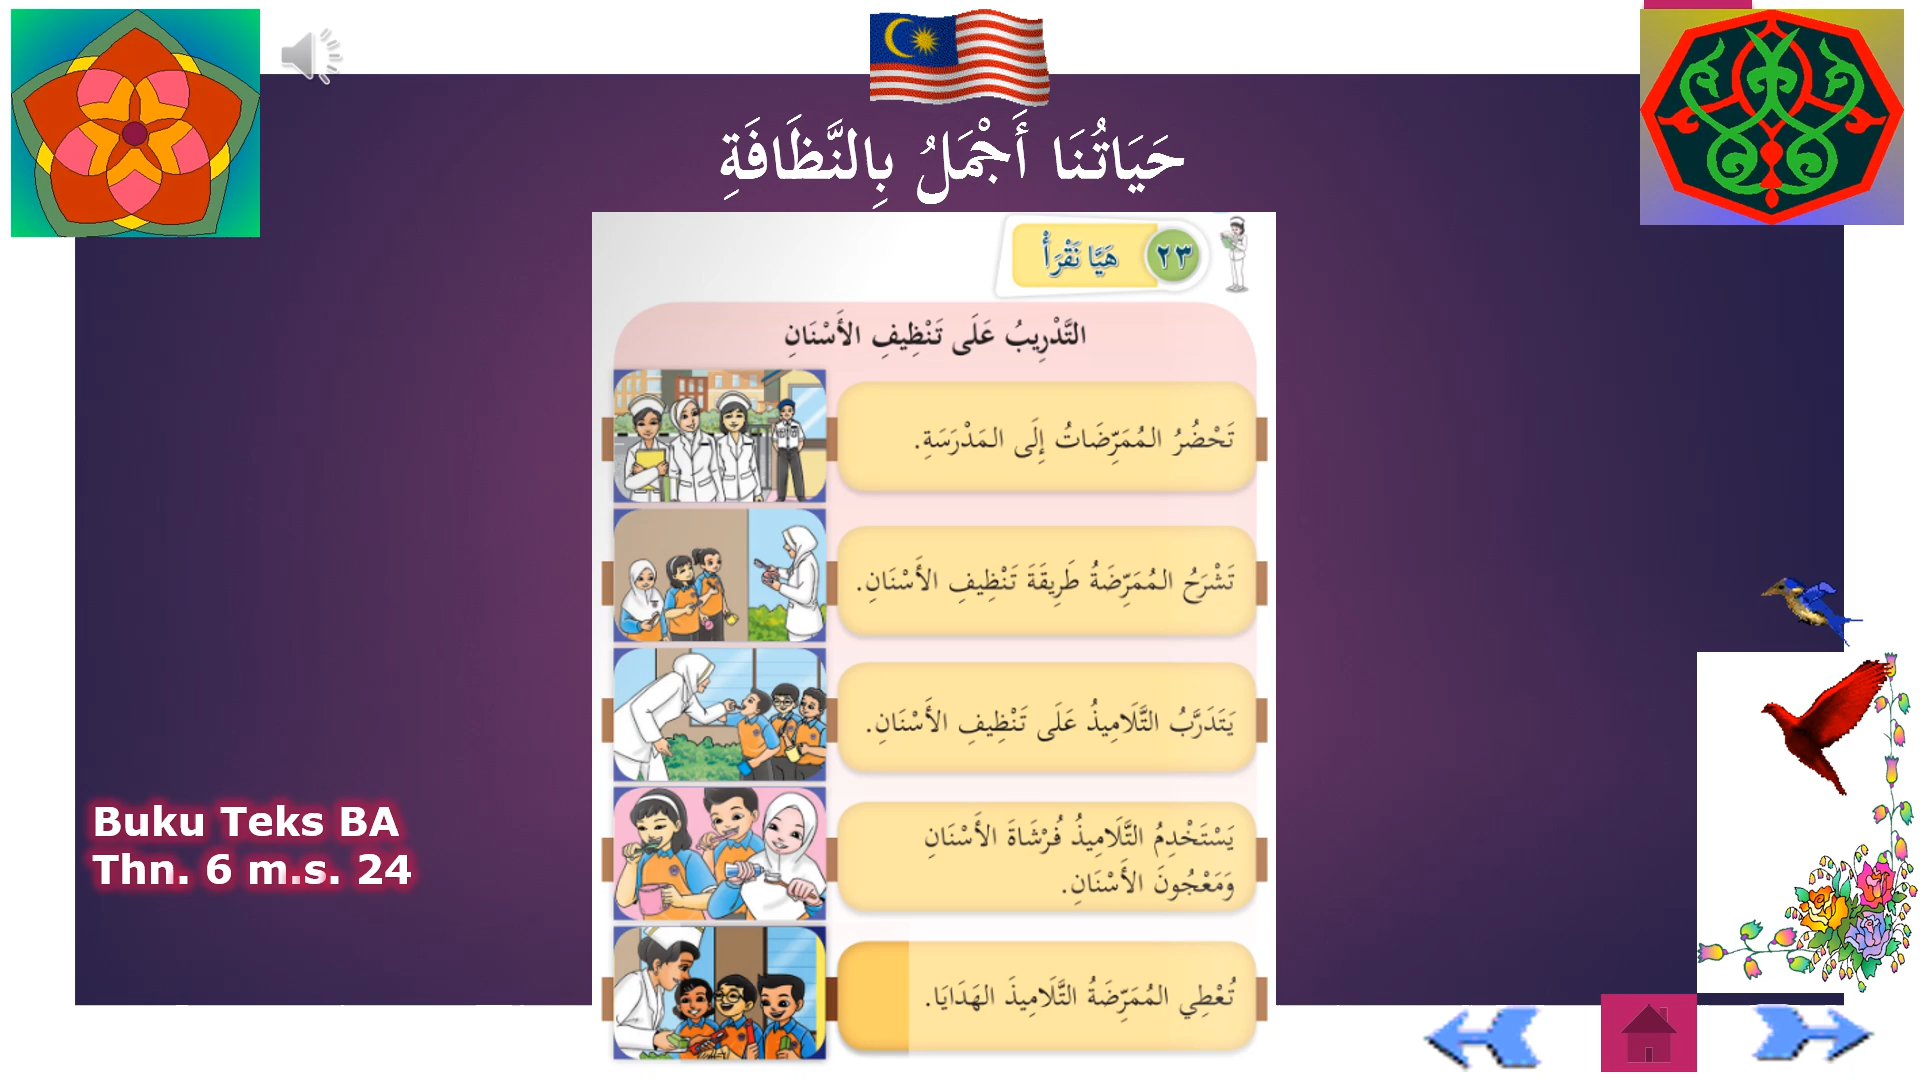 حَيَاتُنَا أَجْمَلُ بِالنَّظَافَةِ
٢٣ هَيَّا نَقْرَأْ
التَّدْرِيبُ عَلَى تَنْظِيفِ الأَسْنَانِ
تَحْضُرُ المُمَرِّضَاتُ إِلَى المَدْرَسَةِ.
تَشْرَحُ المُمَرِّضَةُ طَرِيقَةَ تَنْظِيفِ الأَسْنَانِ.
يَتَدَرَّبُ التَّلَامِيذُ عَلَى تَنْظِيفِ الأَسْنَانِ.
يَسْتَخْدِمُ التَّلَامِيذُ فُرْشَاةَ الأَسْنَانِ
وَمَعْجُونَ الأَسْنَانِ.
تُعْطِي المُمَرِّضَةُ التَّلَامِيذَ الهَدَايَا.
Buku Teks BA
Thn. 6 m.s. 24